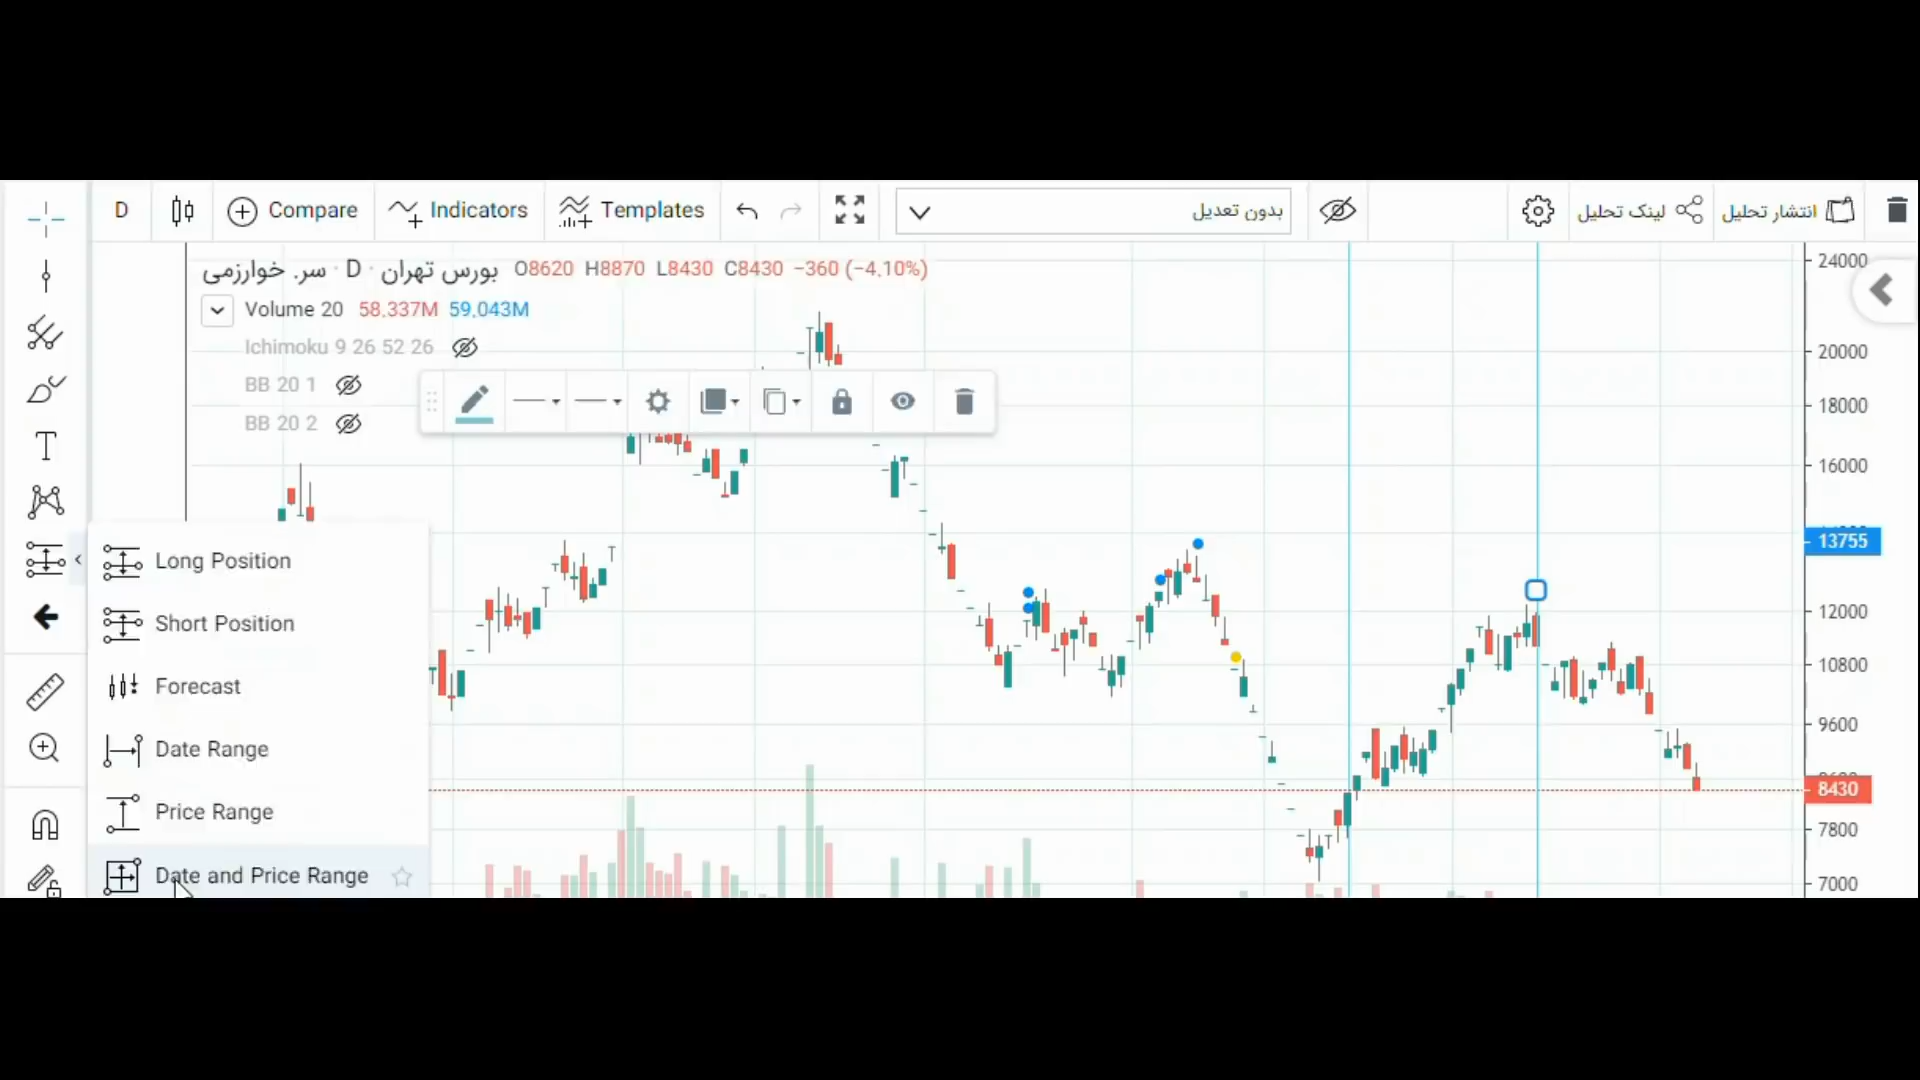 D Compare Indicators Templates بدون تعدیل لینک تحلیل انتشار تحلیل
سر. خوارزمی · D · بورس تهران O8620 H8870 L8430 C8430 −360 (−4.10%)
Volume 20 58.337M 59.043M
Ichimoku 9 26 52 26
BB 20 1
BB 20 2
T
Long Position
Short Position
Forecast
Date Range
Price Range
Date and Price Range
24000
20000
18000
16000
13755
12000
10800
9600
8430
7800
7000